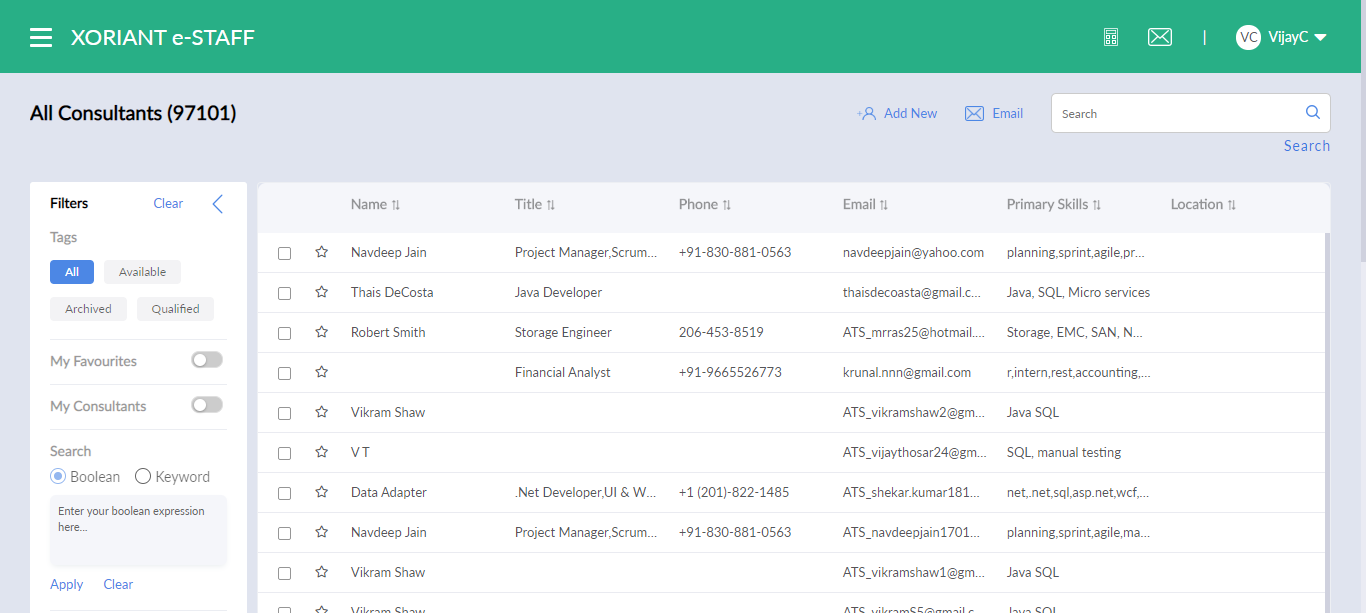 XORIANT e-STAFF
VC VijayC
All Consultants (97101)
Add New Email Search
Search
Filters Clear
Tags
All Available
Archived Qualified
My Favourites
My Consultants
Search
Boolean Keyword
Enter your boolean expression
here...
Apply Clear
Name Title Phone Email Primary Skills Location
Navdeep Jain Project Manager,Scrum... +91-830-881-0563 navdeepjain@yahoo.com planning,sprint,agile,pr...
Thais DeCosta Java Developer thaisdecoasta@gmail.c... Java, SQL, Micro services
Robert Smith Storage Engineer 206-453-8519 ATS_mrras25@hotmail.... Storage, EMC, SAN, N...
Financial Analyst +91-9665526773 krunal.nnn@gmail.com r,intern,rest,accounting,...
Vikram Shaw ATS_vikramshaw2@gm... Java SQL
V T ATS_vijaythosar24@gm... SQL, manual testing
Data Adapter .Net Developer,UI & W... +1 (201)-822-1485 ATS_shekar.kumar181... net,.net,sql,asp.net,wcf,...
Navdeep Jain Project Manager,Scrum... +91-830-881-0563 ATS_navdeepjain1701... planning,sprint,agile,ma...
Vikram Shaw ATS_vikramshaw1@gm... Java SQL
Vikram Shaw ATS_vikramS5@gmail.c... Java SQL